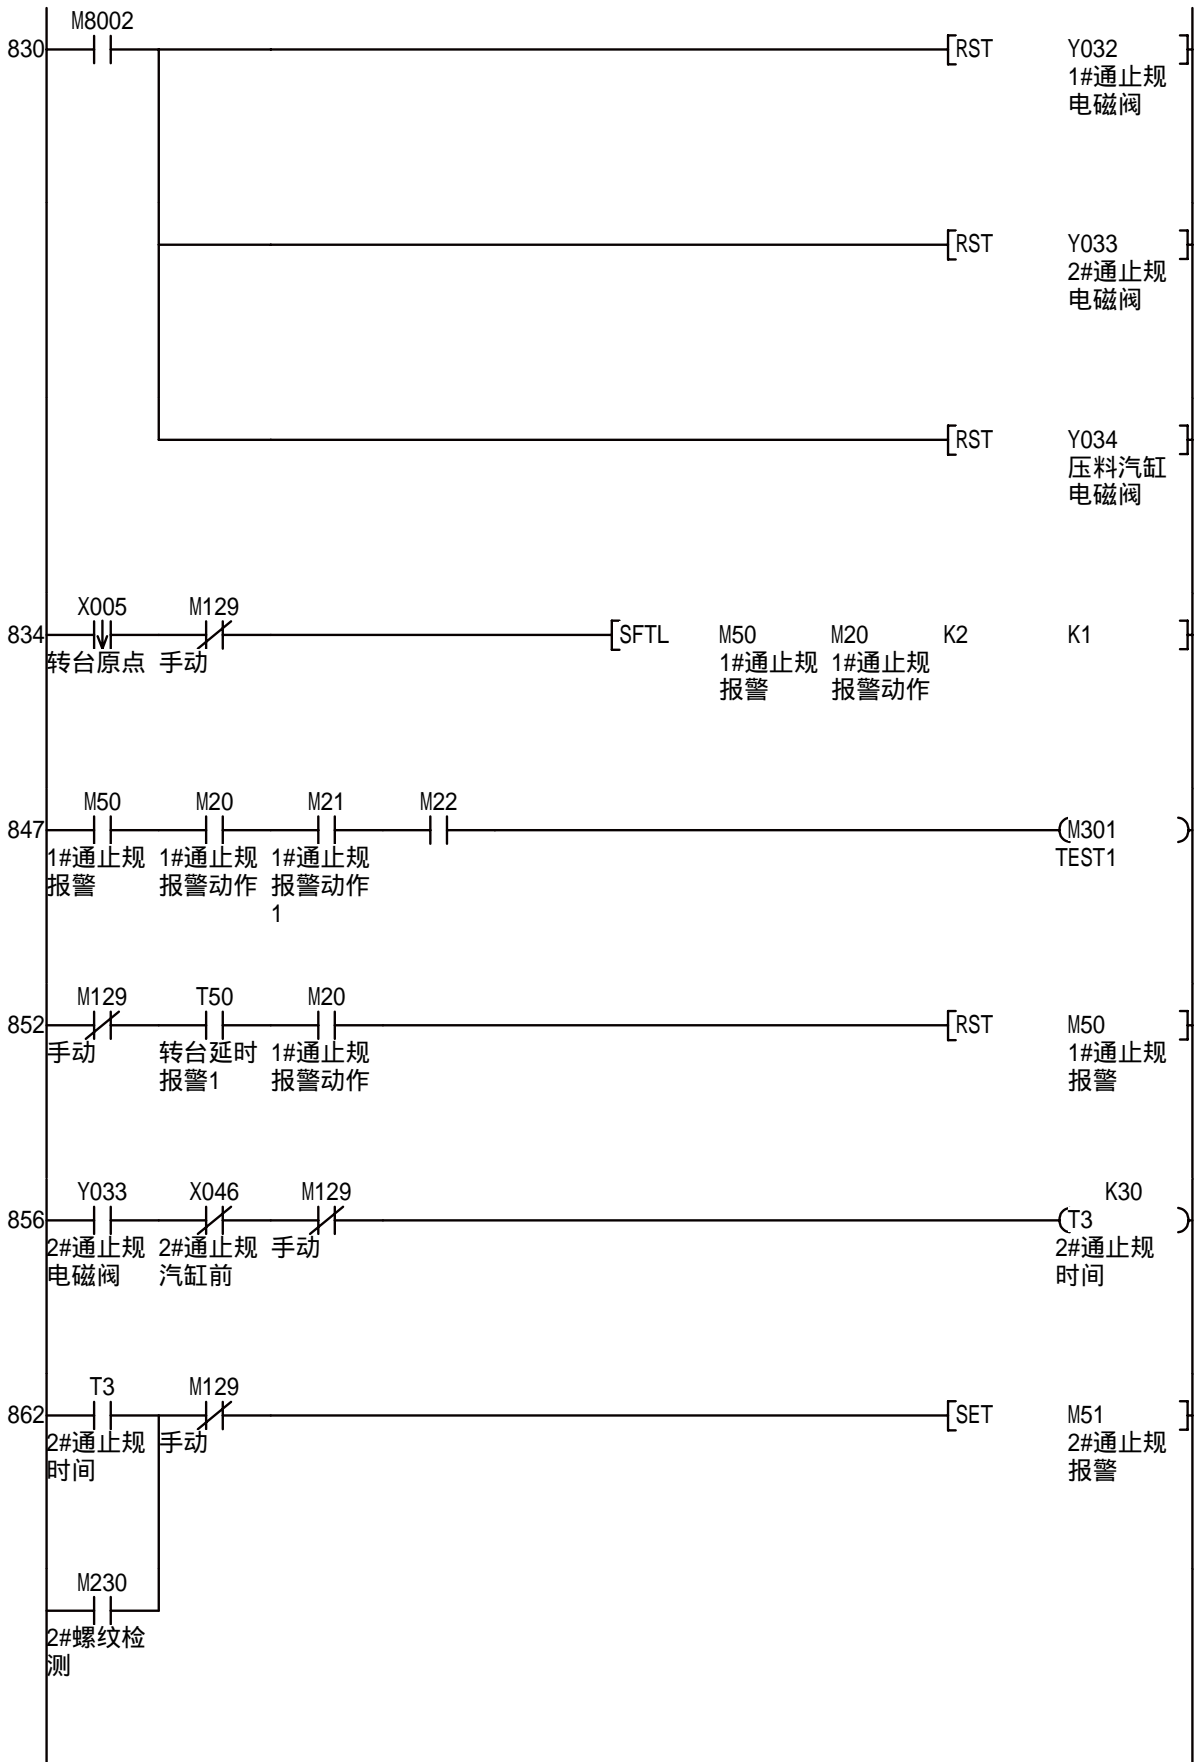 M8002
830 RST Y032
1#通止规
电磁阀
RST Y033
2#通止规
电磁阀
RST Y034
压料汽缸
电磁阀
X005 M129
834 SFTL M50 M20 K2 K1
转台原点 手动 1#通止规 1#通止规
报警 报警动作
M50 M20 M21 M22
847 M301
1#通止规 1#通止规 1#通止规 TEST1
报警 报警动作 报警动作
1
M129 T50 M20
852 RST M50
手动 转台延时 1#通止规 1#通止规
报警1 报警动作 报警
Y033 X046 M129 K30
856 T3
2#通止规 2#通止规 手动 2#通止规
电磁阀 汽缸前 时间
T3 M129
862 SET M51
2#通止规 手动 2#通止规
时间 报警
M230
2#螺纹检
测